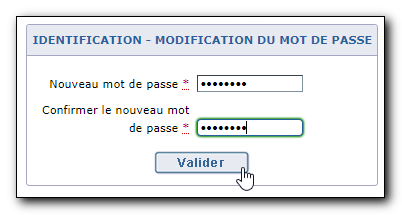 IDENTIFICATION - MODIFICATION DU MOT DE PASSE
Nouveau mot de passe * ••••••••
Confirmer le nouveau mot
de passe * ••••••••
Valider